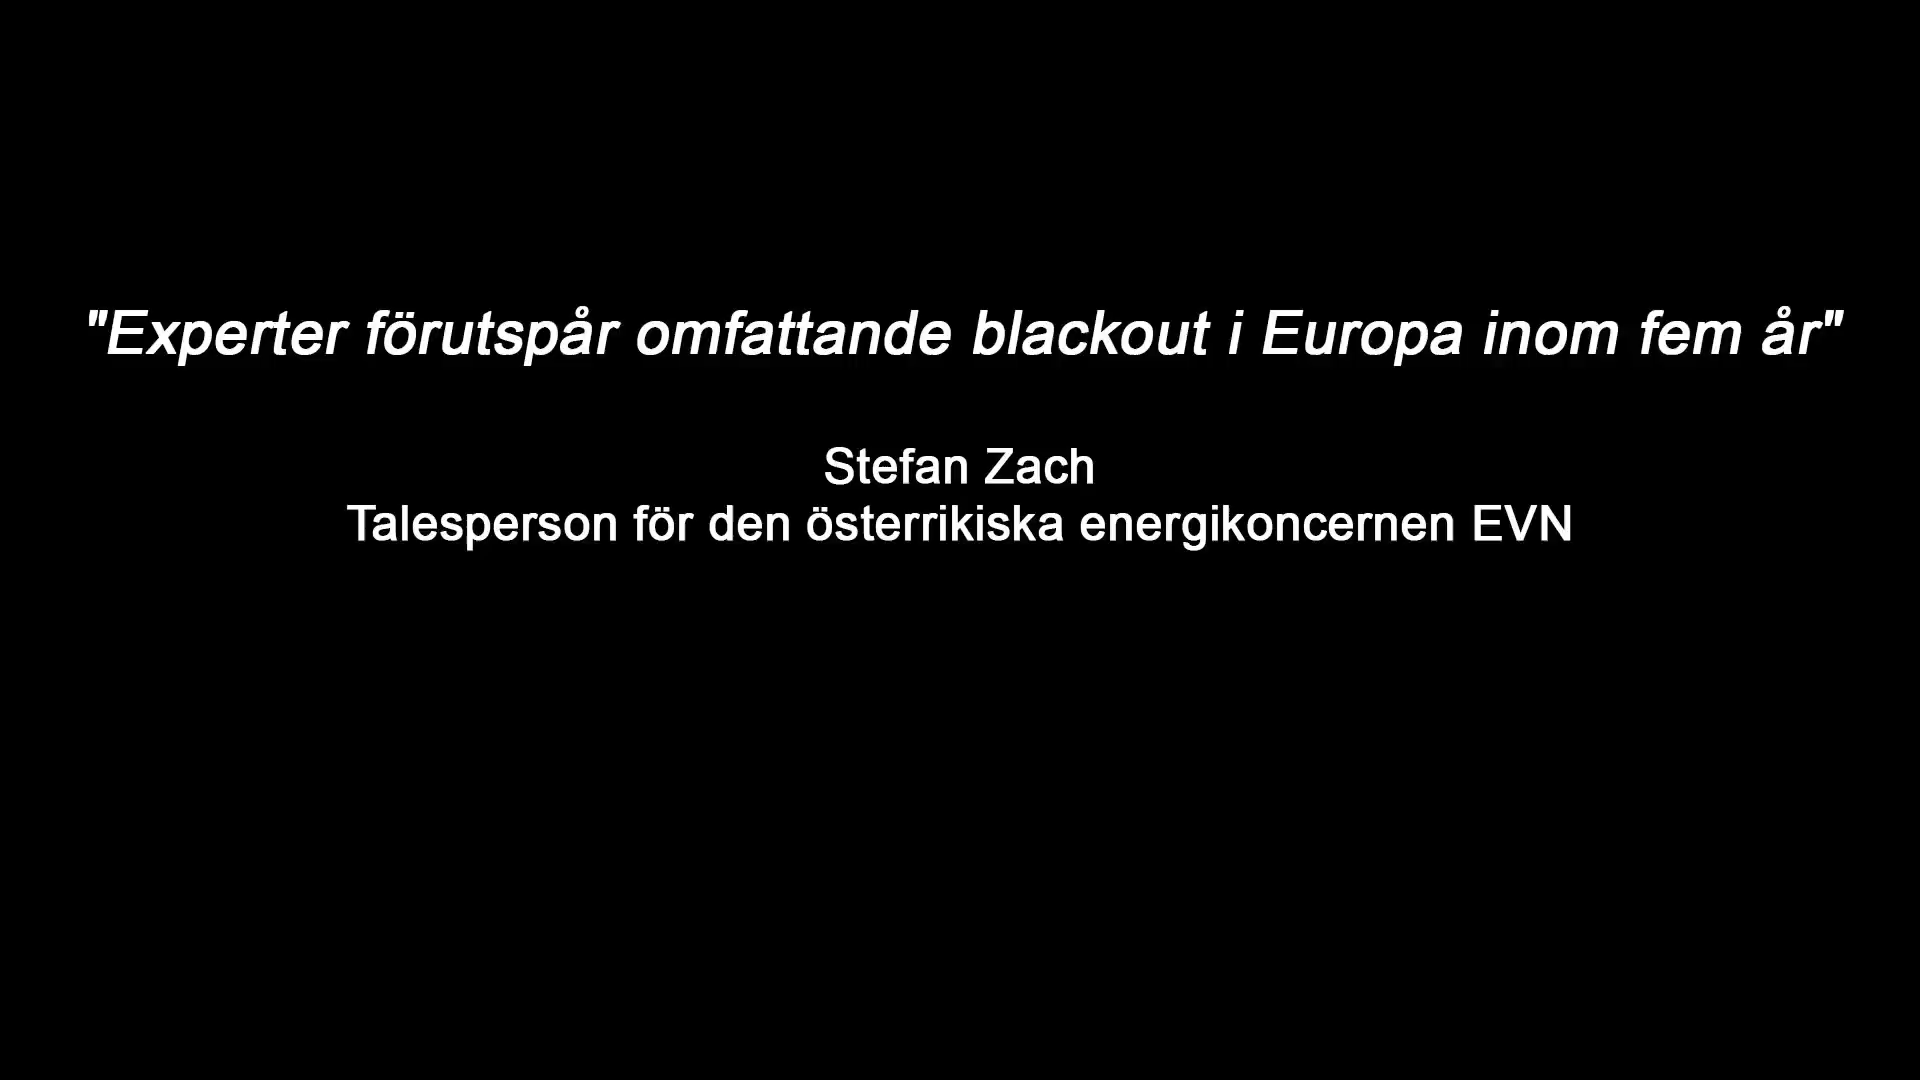 "Experter förutspår omfattande blackout i Europa inom fem år"
Stefan Zach
Talesperson för den österrikiska energikoncernen EVN